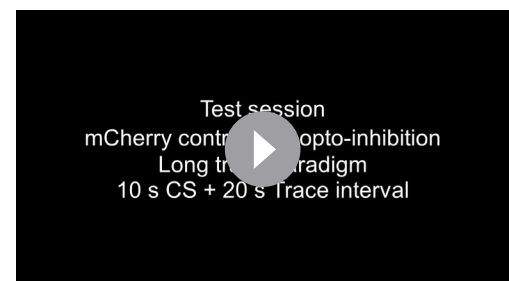 Test session
mCherry opto-inhibition
Long
10 s CS + 20 s Trace interval